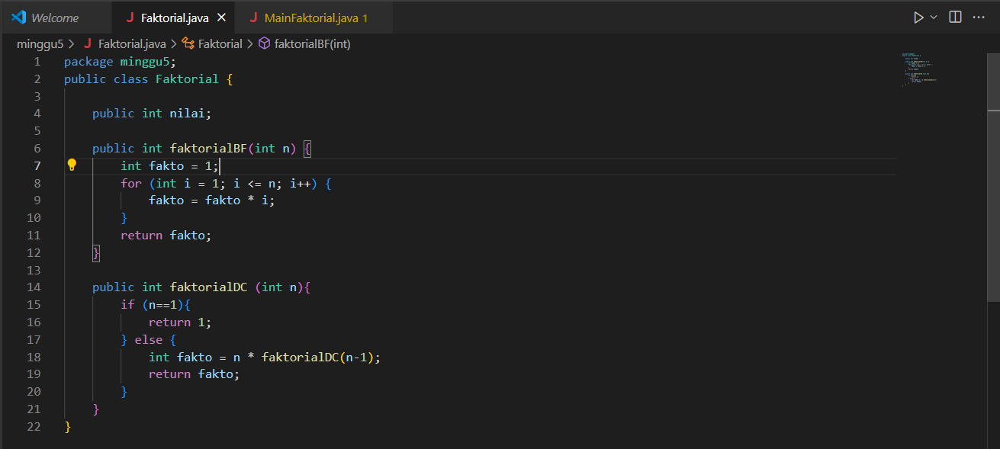 Welcome
Faktorial.java
MainFaktorial.java 1
minggu5 > Faktorial.java > Faktorial > faktorialBF(int)
1 package minggu5;
2 public class Faktorial {
3
4 public int nilai;
5
6 public int faktorialBF(int n) {
7 int fakto = 1;
8 for (int i = 1; i <= n; i++) {
9 fakto = fakto * i;
10 }
11 return fakto;
12 }
13
14 public int faktorialDC (int n){
15 if (n==1){
16 return 1;
17 } else {
18 int fakto = n * faktorialDC(n-1);
19 return fakto;
20 }
21 }
22 }